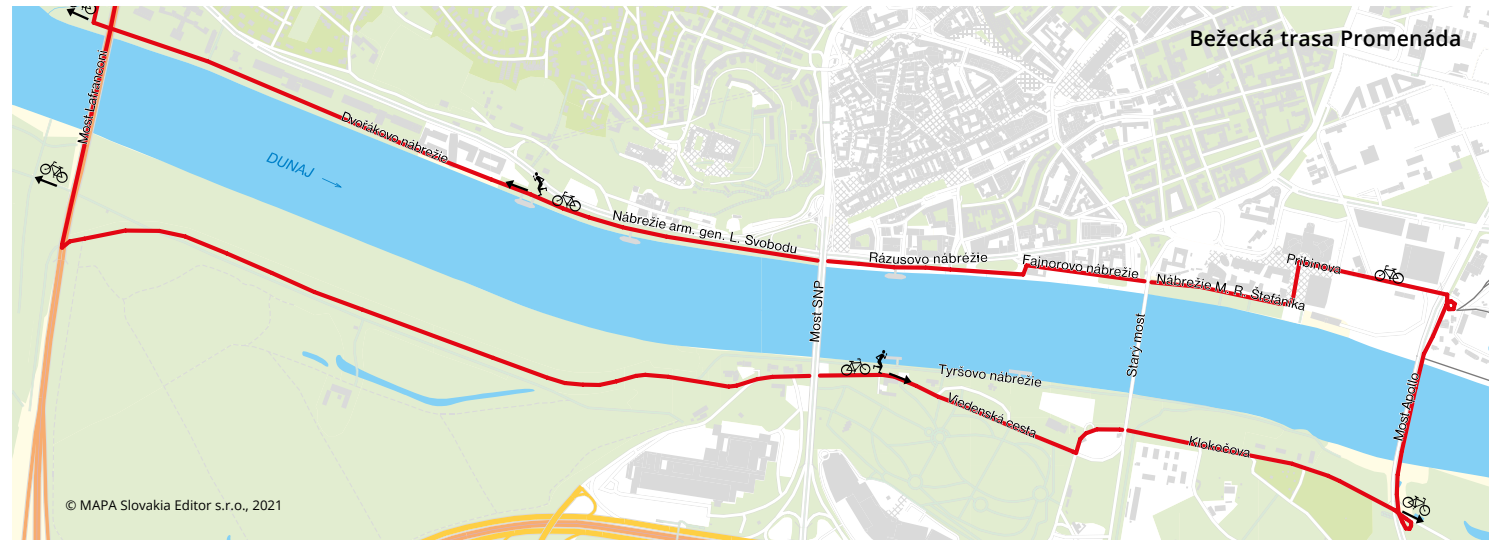 Bežecká trasa Promenáda
Most Lafranconi
Dvořákovo nábrežie
DUNAJ
Nábrežie arm. gen. L. Svobodu
Rázusovo nábrežie
Fajnorovo nábrežie
Nábrežie M. R. Štefánika
Pribinova
Most SNP
Starý most
Tyršovo nábrežie
Viedenská cesta
Klokočova
Most Apollo
© MAPA Slovakia Editor s.r.o., 2021